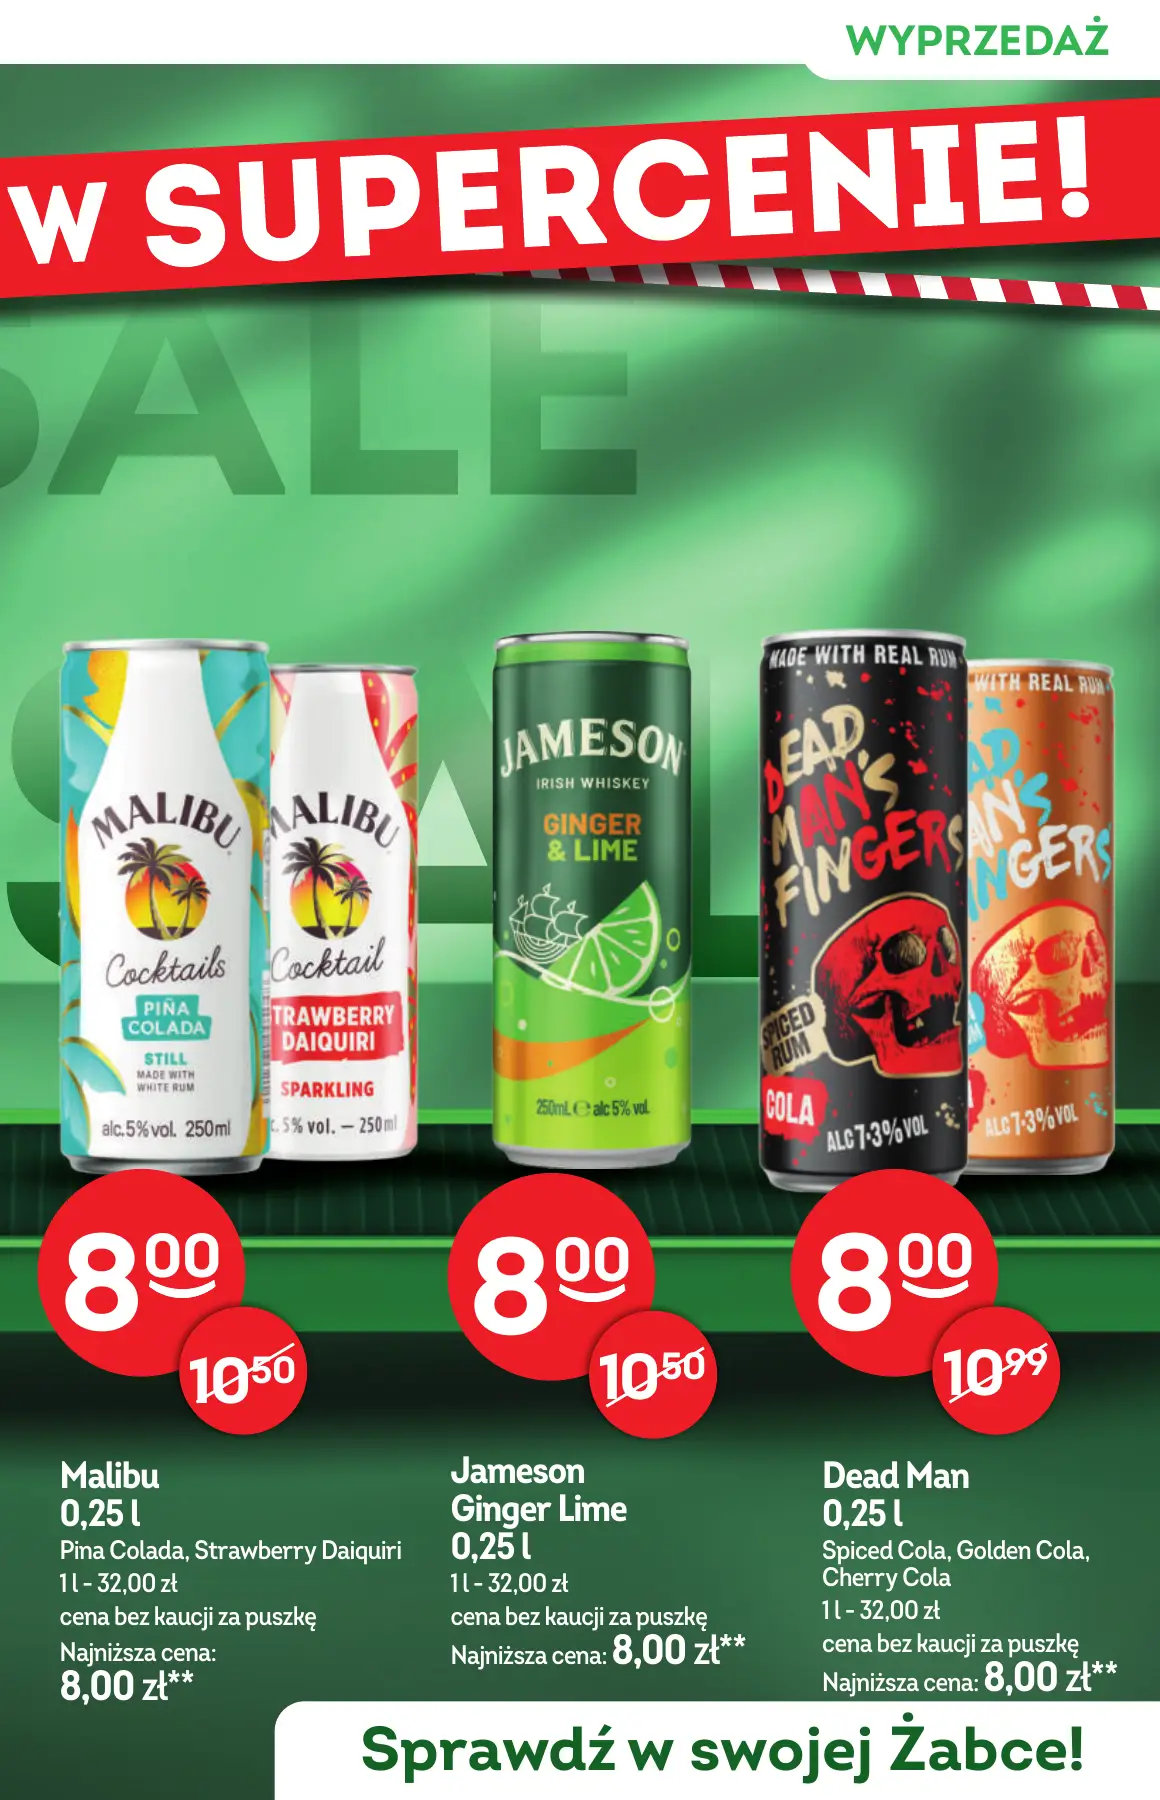 WYPRZEDAŻ
W SUPERCENIE!
SALE
SALE
MALIBU
Cocktails
PIÑA
COLADA
STILL
MADE WITH
WHITE RUM
alc.5%vol. 250ml
MALIBU
Cocktail
TRAWBERRY
DAIQUIRI
SPARKLING
c. 5% vol. — 250ml
JAMESON
IRISH WHISKEY
GINGER
& LIME
250mL e alc 5% vol
MADE WITH REAL RUM
DEAD
MAN'S
FINGERS
SPICED
RUM
COLA
ALC 7·3% VOL
WITH REAL RUM
AD'S
AN'S
INGERS
ALC 7·3% VOL
8 00
10 50
8 00
10 50
8 00
10 99
Malibu
0,25 l
Pina Colada, Strawberry Daiquiri
1 l - 32,00 zł
cena bez kaucji za puszkę
Najniższa cena:
8,00 zł**
Jameson
Ginger Lime
0,25 l
1 l - 32,00 zł
cena bez kaucji za puszkę
Najniższa cena: 8,00 zł**
Dead Man
0,25 l
Spiced Cola, Golden Cola,
Cherry Cola
1 l - 32,00 zł
cena bez kaucji za puszkę
Najniższa cena: 8,00 zł**
Sprawdź w swojej Żabce!